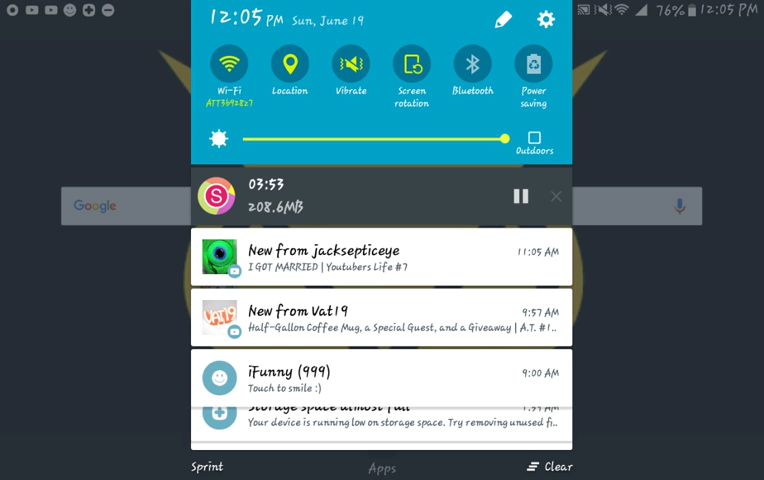 12:05 PM Sun, June 19
76% 12:05 PM
Wi-Fi
Location
Vibrate
Screen
rotation
Bluetooth
Power
saving
ATT3b92827
Outdoors
Google
S
03:53
208.6MB
New from jacksepticeye 11:05 AM
I GOT MARRIED | Youtubers Life #7
VAT19
New from Vat19 9:57 AM
Half-Gallon Coffee Mug, a Special Guest, and a Giveaway | A.T. #1..
iFunny (999) 9:00 AM
Touch to smile :)
Storage space almost full
Your device is running low on storage space. Try removing unused fi..
Sprint
Apps
Clear